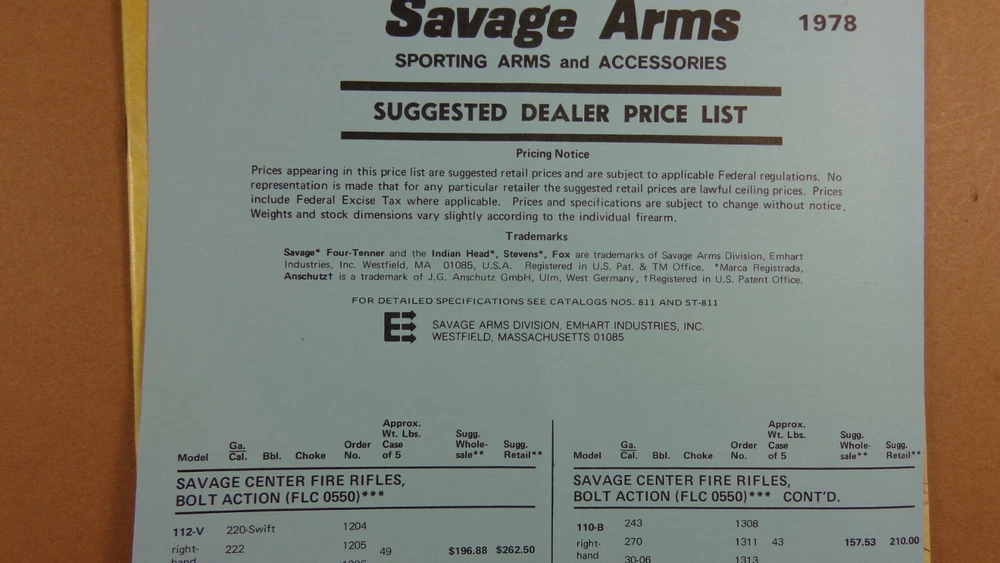 Savage Arms 1978
SPORTING ARMS and ACCESSORIES
SUGGESTED DEALER PRICE LIST
Pricing Notice
Prices appearing in this price list are suggested retail prices and are subject to applicable Federal regulations. No
representation is made that for any particular retailer the suggested retail prices are lawful ceiling prices. Prices
include Federal Excise Tax where applicable. Prices and specifications are subject to change without notice.
Weights and stock dimensions vary slightly according to the individual firearm.
Trademarks
Savage* Four-Tenner and the Indian Head*, Stevens*, Fox are trademarks of Savage Arms Division, Emhart
Industries, Inc. Westfield, MA 01085, U.S.A. Registered in U.S. Pat. & TM Office. *Marca Registrada,
Anschutz† is a trademark of J.G. Anschutz GmbH, Ulm, West Germany, †Registered in U.S. Patent Office.
FOR DETAILED SPECIFICATIONS SEE CATALOGS NOS. 811 AND ST-811
SAVAGE ARMS DIVISION, EMHART INDUSTRIES, INC.
WESTFIELD, MASSACHUSETTS 01085
Approx.
Wt. Lbs. Sugg.
Ga. Order Case Whole- Sugg.
Model Cal. Bbl. Choke No. of 5 sale** Retail**
SAVAGE CENTER FIRE RIFLES,
BOLT ACTION (FLC 0550)***
112-V 220-Swift 1204
right- 222 1205 49 $196.88 $262.50
hand
Approx.
Wt. Lbs. Sugg.
Ga. Order Case Whole- Sugg.
Model Cal. Bbl. Choke No. of 5 sale** Retail**
SAVAGE CENTER FIRE RIFLES,
BOLT ACTION (FLC 0550)*** CONT'D.
110-B 243 1308
right- 270 1311 43 157.53 210.00
hand 30-06 1313